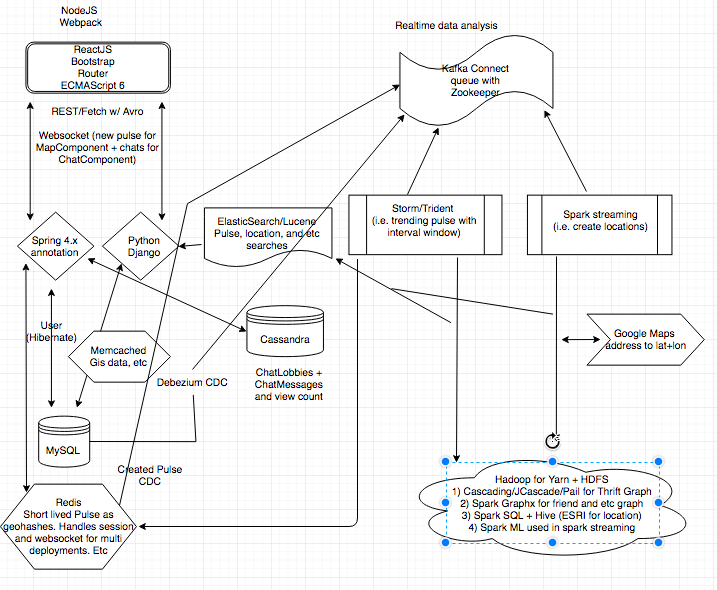 NodeJS
Webpack
ReactJS
Bootstrap
Router
ECMAScript 6
REST/Fetch w/ Avro
Websocket (new pulse for
MapComponent + chats for
ChatComponent)
Realtime data analysis
Kafka Connect
queue with
Zookeeper
Spring 4.x
annotation
Python
Django
ElasticSearch/Lucene
Pulse, location, and etc
searches
Storm/Trident
(i.e. trending pulse with
interval window)
Spark streaming
(i.e. create locations)
User
(Hibernate)
Memcached
Gis data, etc
Cassandra
ChatLobbies +
ChatMessages
and view count
Google Maps
address to lat+lon
Debezium CDC
MySQL
Created Pulse
CDC
Redis
Short lived Pulse as
geohashes. Handles session
and websocket for multi
deployments. Etc
Hadoop for Yarn + HDFS
1) Cascading/JCascade/Pail for Thrift Graph
2) Spark Graphx for friend and etc graph
3) Spark SQL + Hive (ESRI for location)
4) Spark ML used in spark streaming